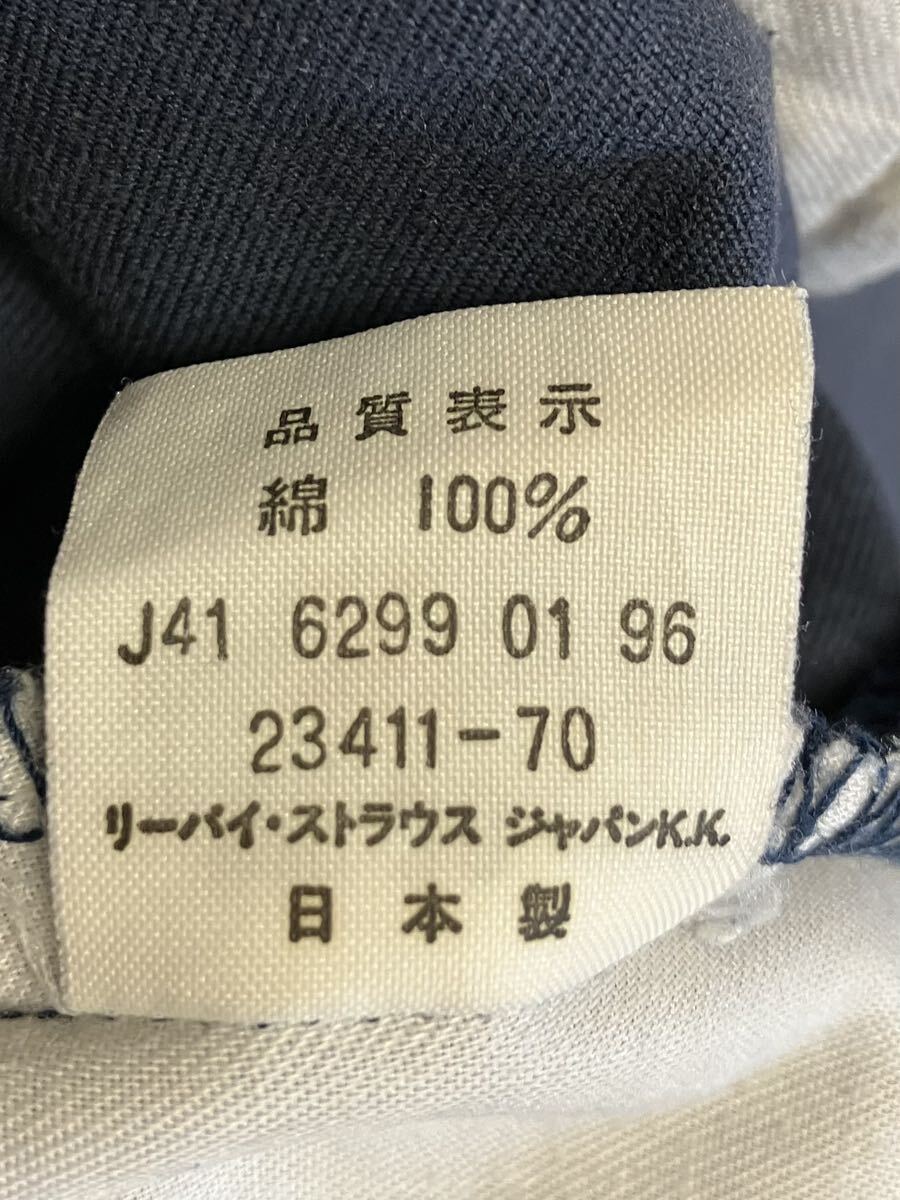 品質表示
綿 100%
J41 6299 01 96
23411-70
リーバイ・ストラウス ジャパンK.K.
日本製